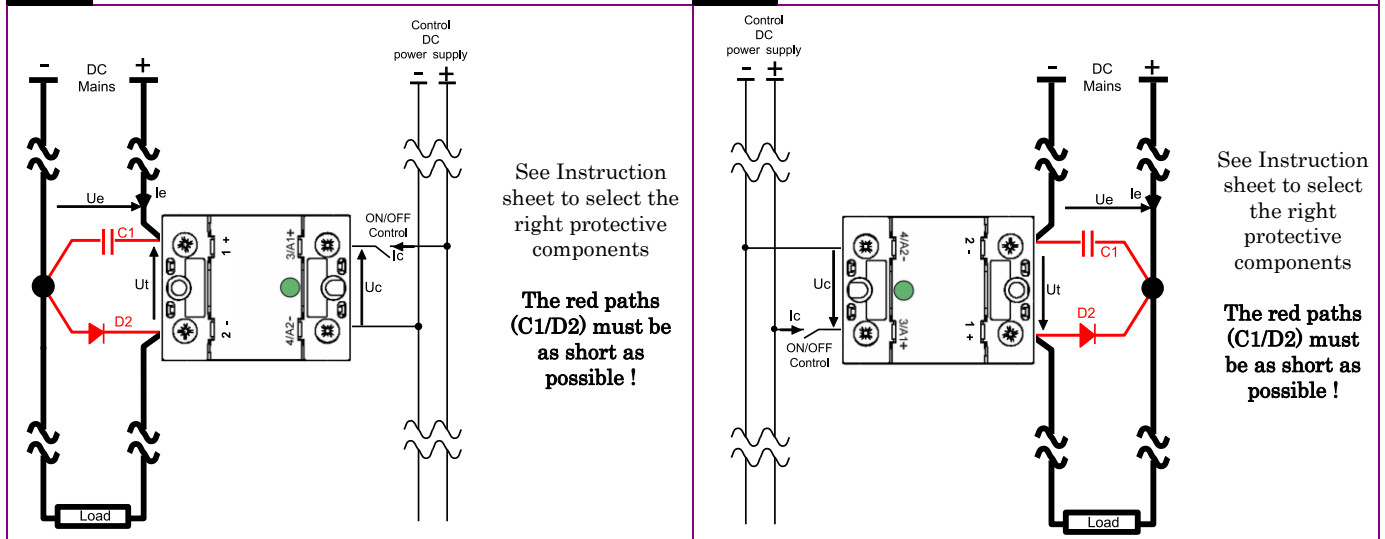 Control
DC
power supply
- +
- DC +
Mains
Ue Ie
C1
Ut
D2
1 +
2 -
3/A1+
4/A2-
ON/OFF
Control
Ic
Uc
Load
See Instruction
sheet to select the
right protective
components
The red paths
(C1/D2) must be
as short as
possible !
Control
DC
power supply
- +
- DC +
Mains
Ue Ie
C1
Ut
D2
4/A2-
3/A1+
2 -
1 +
Uc
Ic
ON/OFF
Control
Load
See Instruction
sheet to select
the right
protective
components
The red paths
(C1/D2) must
be as short as
possible !